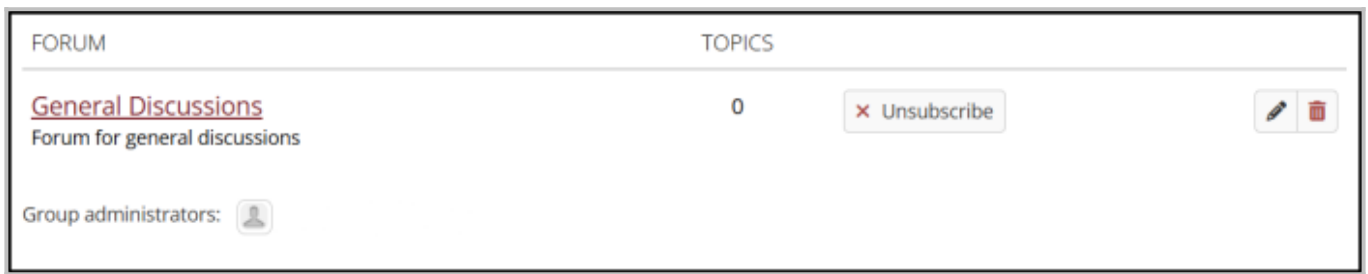 FORUM TOPICS
General Discussions 0 Unsubscribe
Forum for general discussions
Group administrators: